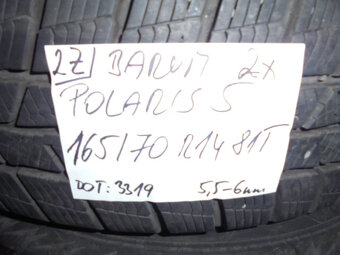 2Z BARUM 2x
POLARIS 5
165/70 R14 81T
DOT: 3319 5,5-6mm